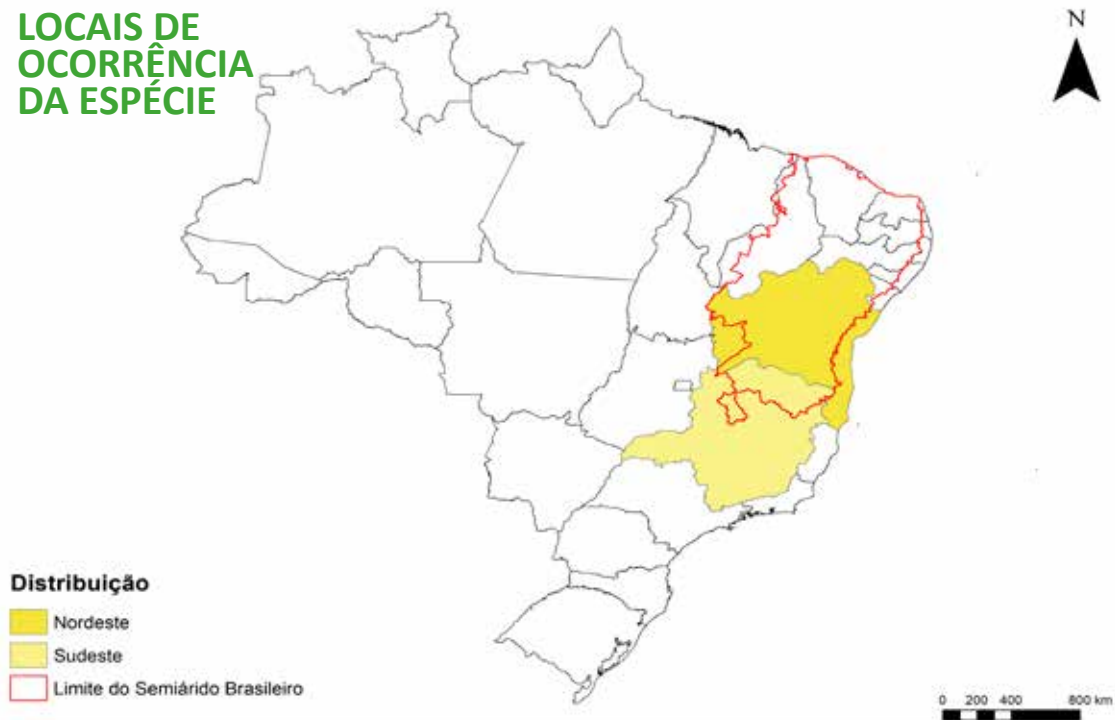 LOCAIS DE
OCORRÊNCIA
DA ESPÉCIE
N
Distribuição
Nordeste
Sudeste
Limite do Semiárido Brasileiro
0 200 400 800 km